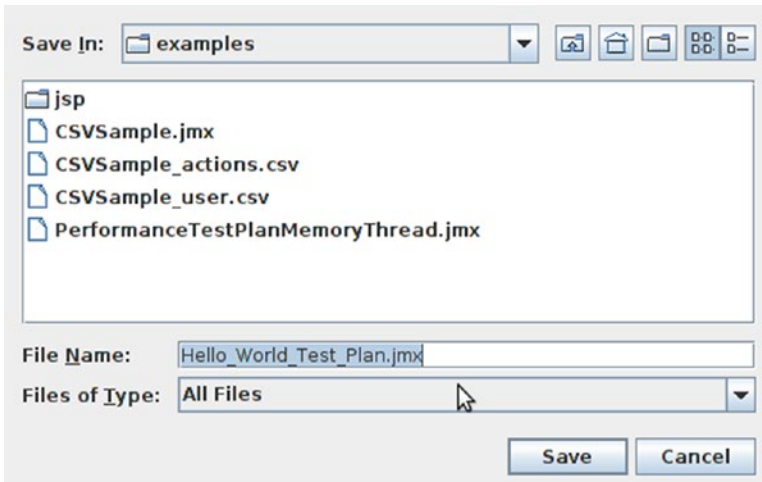 Save In: examples
jsp
CSVSample.jmx
CSVSample_actions.csv
CSVSample_user.csv
PerformanceTestPlanMemoryThread.jmx
File Name: Hello_World_Test_Plan.jmx
Files of Type: All Files
Save Cancel